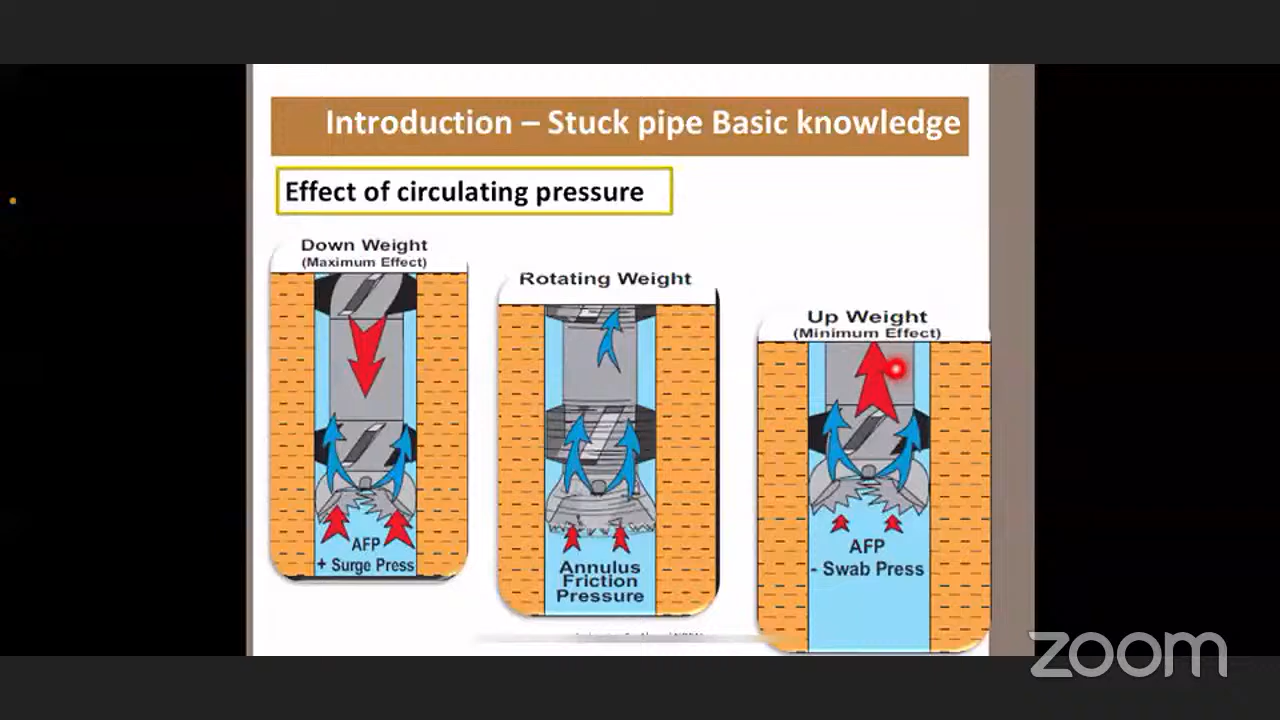 Introduction – Stuck pipe Basic knowledge
Effect of circulating pressure
Down Weight
(Maximum Effect)
AFP
+ Surge Press
Rotating Weight
Annulus
Friction
Pressure
Up Weight
(Minimum Effect)
AFP
- Swab Press
zoom